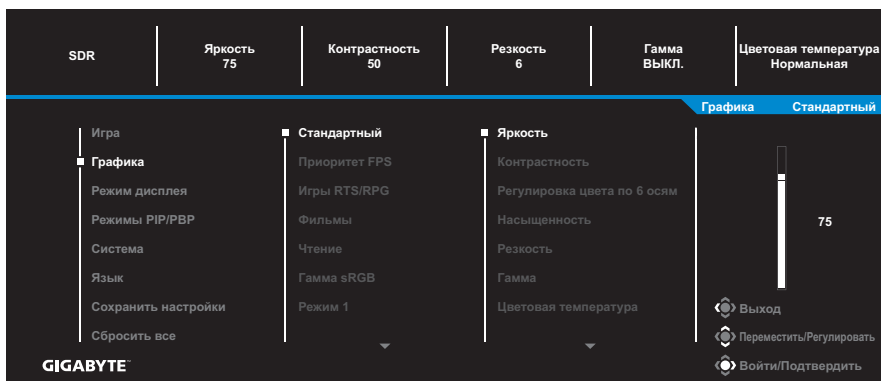 SDR
Яркость
75
Контрастность
50
Резкость
6
Гамма
ВЫКЛ.
Цветовая температура
Нормальная
Графика Стандартный
Игра
Графика
Режим дисплея
Режимы PIP/PBP
Система
Язык
Сохранить настройки
Сбросить все
Стандартный
Приоритет FPS
Игры RTS/RPG
Фильмы
Чтение
Гамма sRGB
Режим 1
Яркость
Контрастность
Регулировка цвета по 6 осям
Насыщенность
Резкость
Гамма
Цветовая температура
75
Выход
Переместить/Регулировать
Войти/Подтвердить
GIGABYTE™